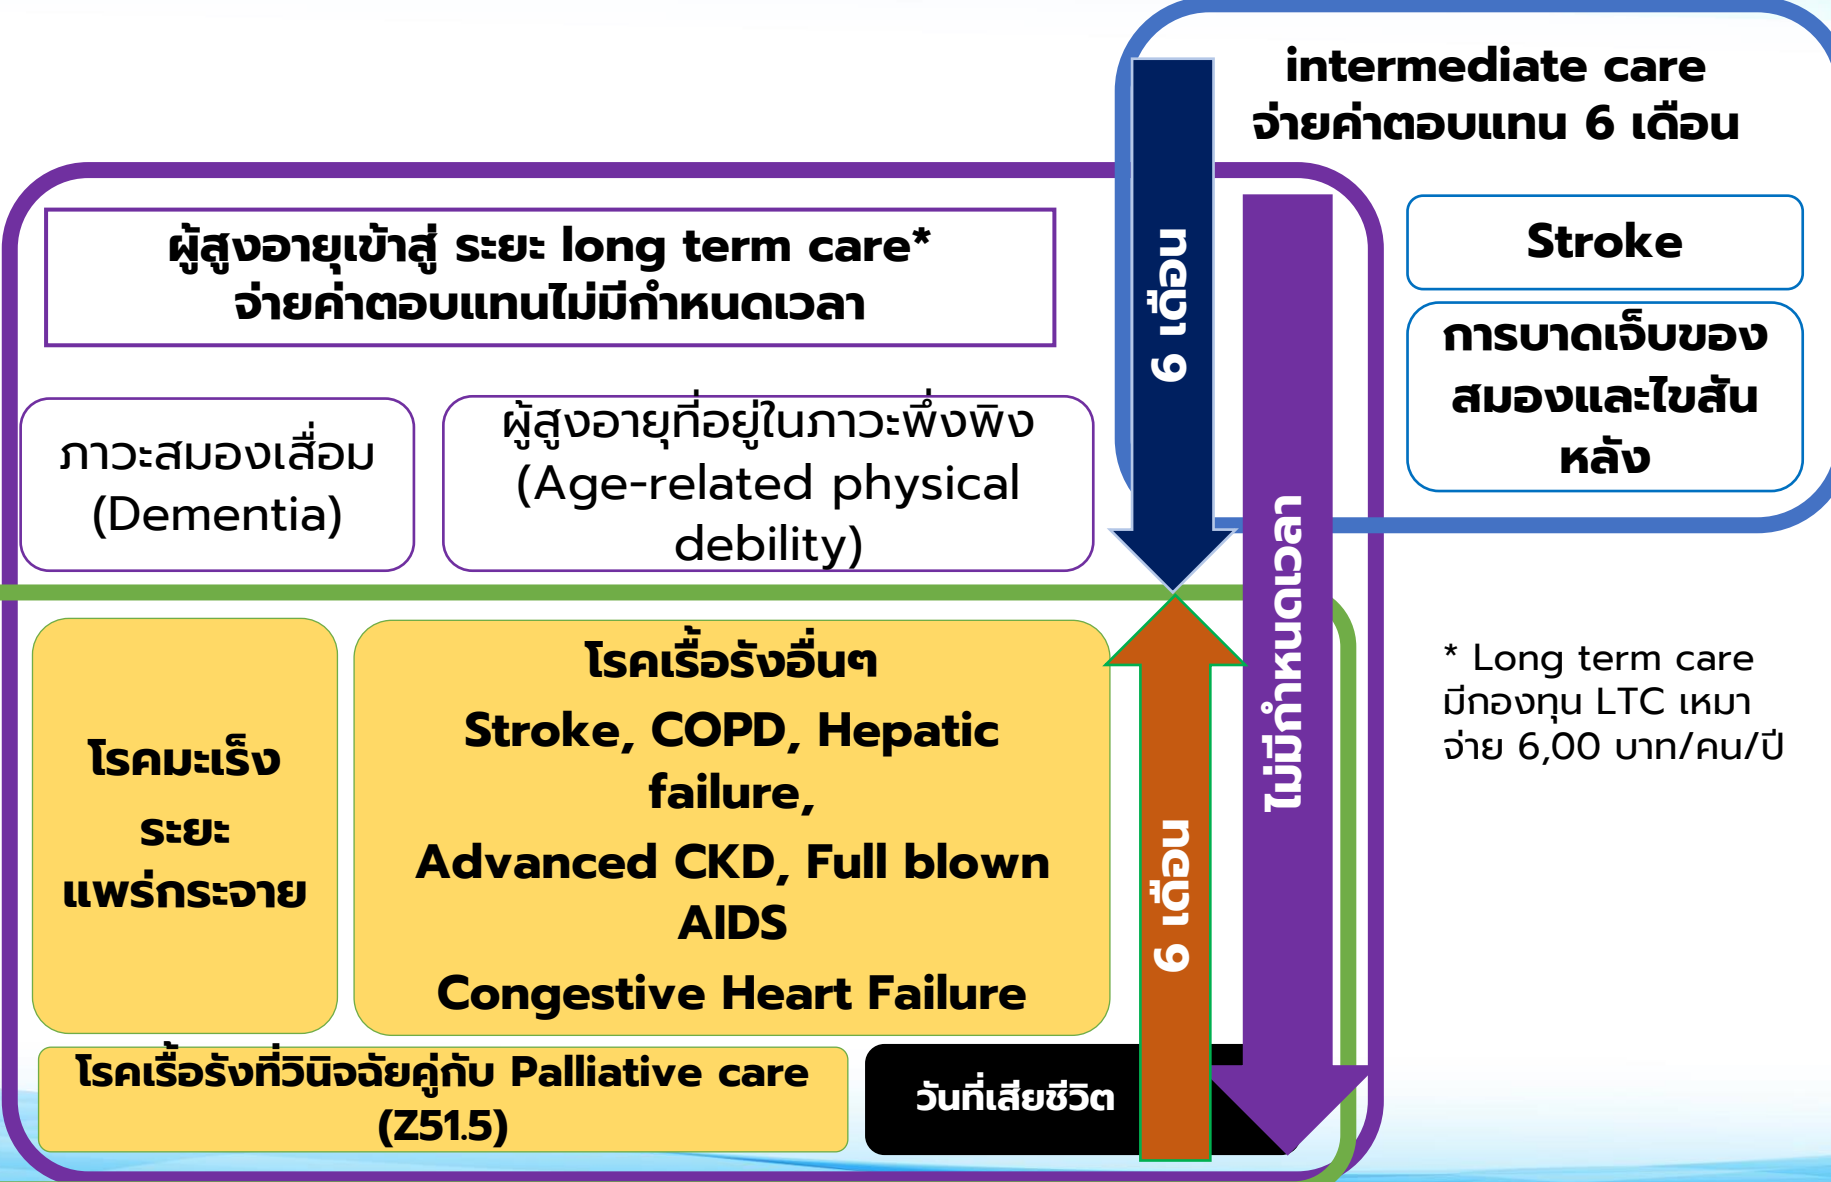 intermediate care
จ่ายค่าตอบแทน 6 เดือน
ผู้สูงอายุเข้าสู่ ระยะ long term care*
จ่ายค่าตอบแทนไม่มีกำหนดเวลา
6 เดือน
Stroke
การบาดเจ็บของ
สมองและไขสัน
หลัง
ภาวะสมองเสื่อม
(Dementia)
ผู้สูงอายุที่อยู่ในภาวะพึ่งพิง
(Age-related physical
debility)
ไม่มีกำหนดเวลา
โรคมะเร็ง
ระยะ
แพร่กระจาย
โรคเรื้อรังอื่นๆ
Stroke, COPD, Hepatic
failure,
Advanced CKD, Full blown
AIDS
Congestive Heart Failure
6 เดือน
* Long term care
มีกองทุน LTC เหมา
จ่าย 6,00 บาท/คน/ปี
โรคเรื้อรังที่วินิจฉัยคู่กับ Palliative care
(Z51.5)
วันที่เสียชีวิต